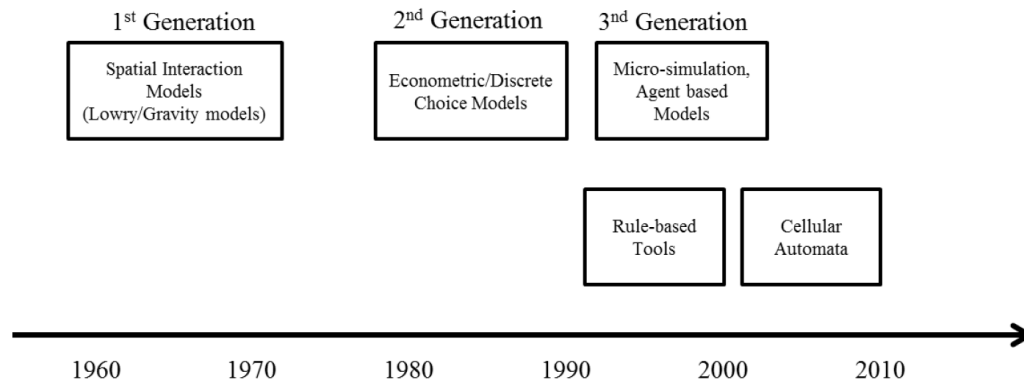 1st Generation
2nd Generation
3nd Generation
Spatial Interaction
Models
(Lowry/Gravity models)
Econometric/Discrete
Choice Models
Micro-simulation,
Agent based
Models
Rule-based
Tools
Cellular
Automata
1960
1970
1980
1990
2000
2010